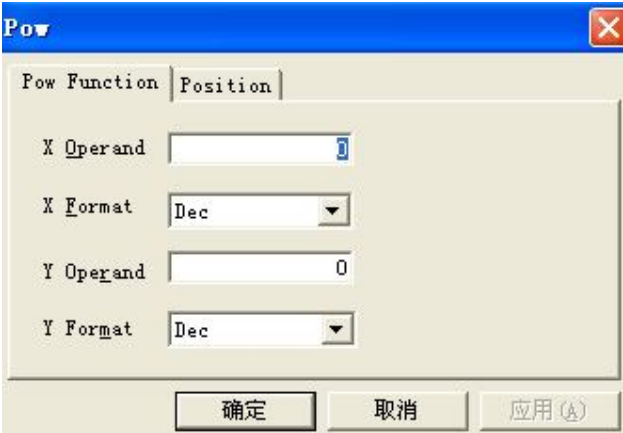 Pow
Pow Function Position
X Operand 0
X Format Dec
Y Operand 0
Y Format Dec
确定 取消 应用(A)